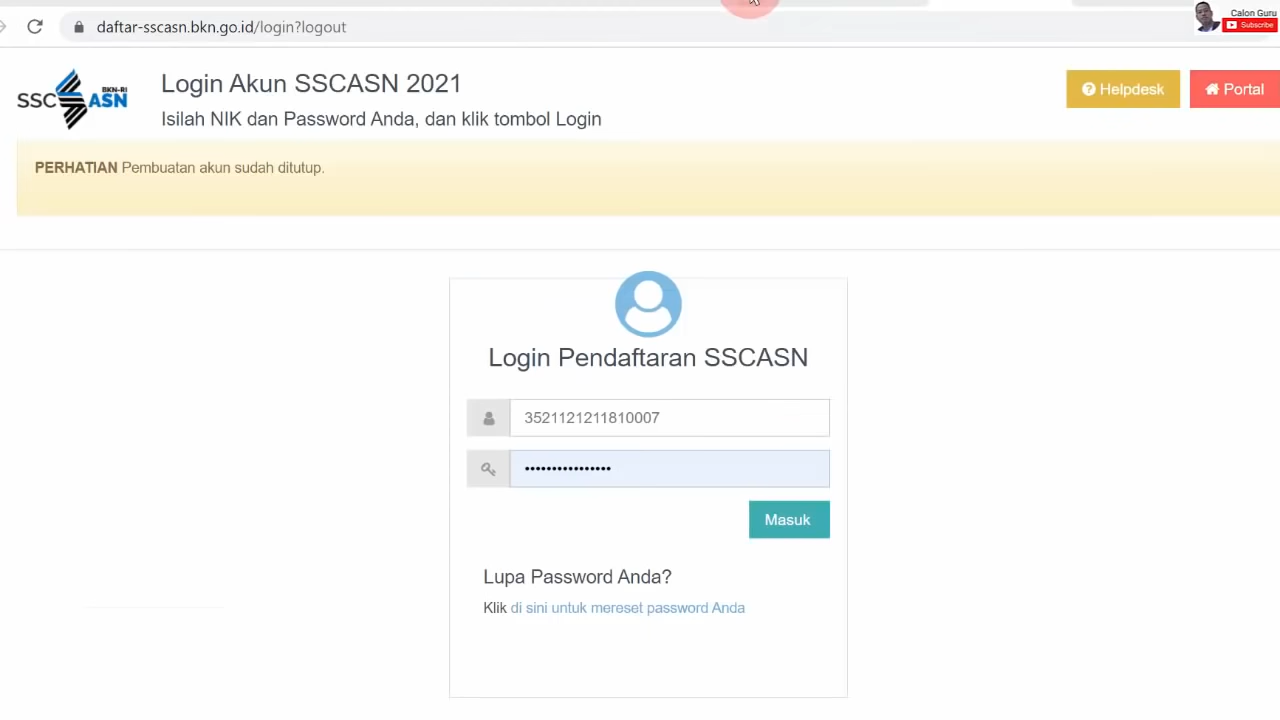 daftar-sscasn.bkn.go.id/login?logout
Calon Guru
Subscribe
SSC ASN BKN-RI
Login Akun SSCASN 2021
Isilah NIK dan Password Anda, dan klik tombol Login
Helpdesk
Portal
PERHATIAN Pembuatan akun sudah ditutup.
Login Pendaftaran SSCASN
3521121211810007
••••••••••••••••
Masuk
Lupa Password Anda?
Klik di sini untuk mereset password Anda